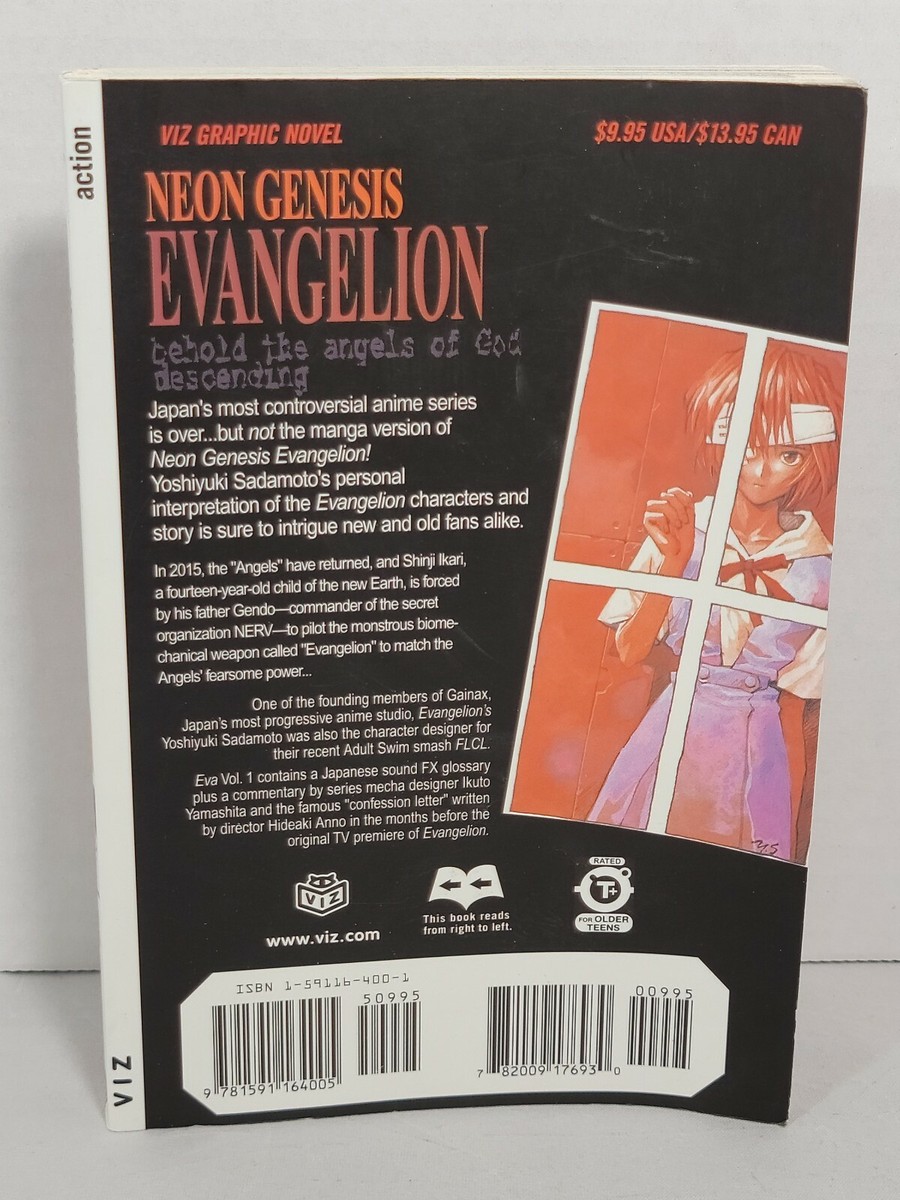 action
VIZ GRAPHIC NOVEL
$9.95 USA/$13.95 CAN
NEON GENESIS
EVANGELION
behold the angels of God
descending
Japan's most controversial anime series
is over...but not the manga version of
Neon Genesis Evangelion!
Yoshiyuki Sadamoto's personal
interpretation of the Evangelion characters and
story is sure to intrigue new and old fans alike.
In 2015, the "Angels" have returned, and Shinji Ikari,
a fourteen-year-old child of the new Earth, is forced
by his father Gendo—commander of the secret
organization NERV—to pilot the monstrous biome-
chanical weapon called "Evangelion" to match the
Angels' fearsome power...
One of the founding members of Gainax,
Japan's most progressive anime studio, Evangelion's
Yoshiyuki Sadamoto was also the character designer for
their recent Adult Swim smash FLCL.
Eva Vol. 1 contains a Japanese sound FX glossary
plus a commentary by series mecha designer Ikuto
Yamashita and the famous "confession letter" written
by director Hideaki Anno in the months before the
original TV premiere of Evangelion.
Y.S
VIZ
www.viz.com
This book reads
from right to left.
RATED
T+
FOR OLDER
TEENS
ISBN 1-59116-400-1
50995
9 781591 164005
00995
7 82009 17693 0
VIZ